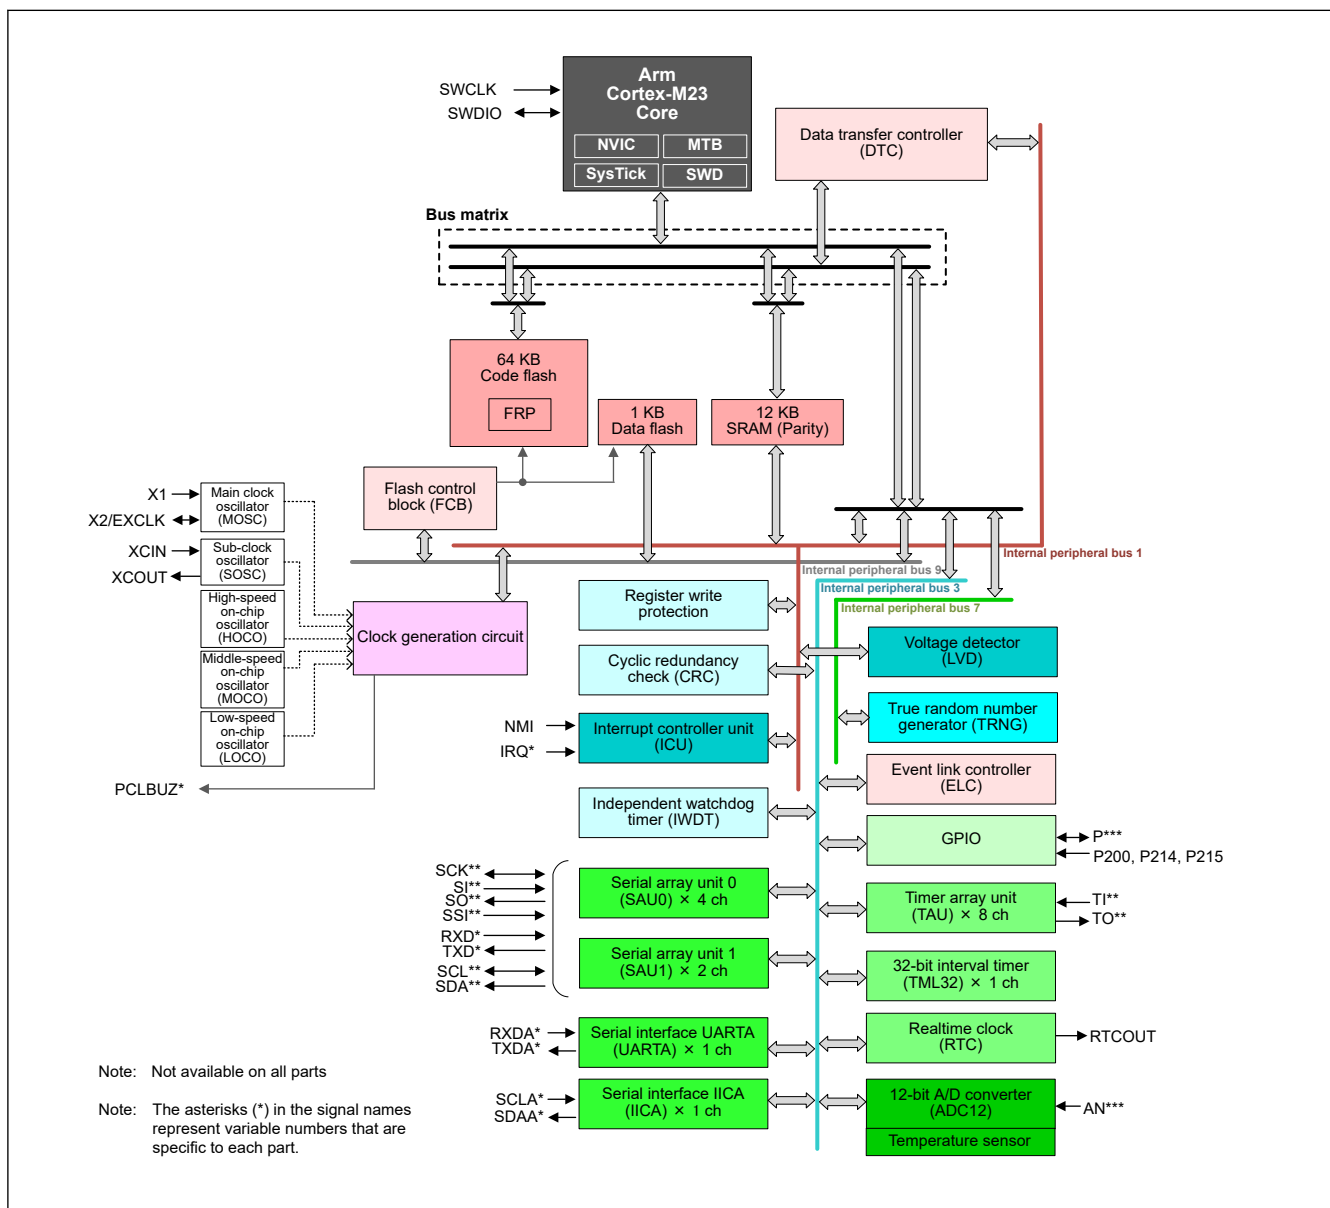 Arm
Cortex-M23
Core
NVIC
MTB
SysTick
SWD
SWCLK
SWDIO
Data transfer controller
(DTC)
Bus matrix
64 KB
Code flash
FRP
1 KB
Data flash
12 KB
SRAM (Parity)
Flash control
block (FCB)
X1
X2/EXCLK
XCIN
XCOUT
Main clock
oscillator
(MOSC)
Sub-clock
oscillator
(SOSC)
High-speed
on-chip
oscillator
(HOCO)
Middle-speed
on-chip
oscillator
(MOCO)
Low-speed
on-chip
oscillator
(LOCO)
Clock generation circuit
PCLBUZ*
Internal peripheral bus 1
Internal peripheral bus 9
Internal peripheral bus 3
Internal peripheral bus 7
Register write
protection
Cyclic redundancy
check (CRC)
NMI
IRQ*
Interrupt controller unit
(ICU)
Independent watchdog
timer (IWDT)
SCK**
SI**
SO**
SSI**
RXD*
TXD*
SCL**
SDA**
Serial array unit 0
(SAU0) × 4 ch
Serial array unit 1
(SAU1) × 2 ch
RXDA*
TXDA*
Serial interface UARTA
(UARTA) × 1 ch
SCLA*
SDAA*
Serial interface IICA
(IICA) × 1 ch
Voltage detector
(LVD)
True random number
generator (TRNG)
Event link controller
(ELC)
GPIO
P***
P200, P214, P215
Timer array unit
(TAU) × 8 ch
TI**
TO**
32-bit interval timer
(TML32) × 1 ch
Realtime clock
(RTC)
RTCOUT
12-bit A/D converter
(ADC12)
AN***
Temperature sensor
Note: Not available on all parts
Note: The asterisks (*) in the signal names
represent variable numbers that are
specific to each part.